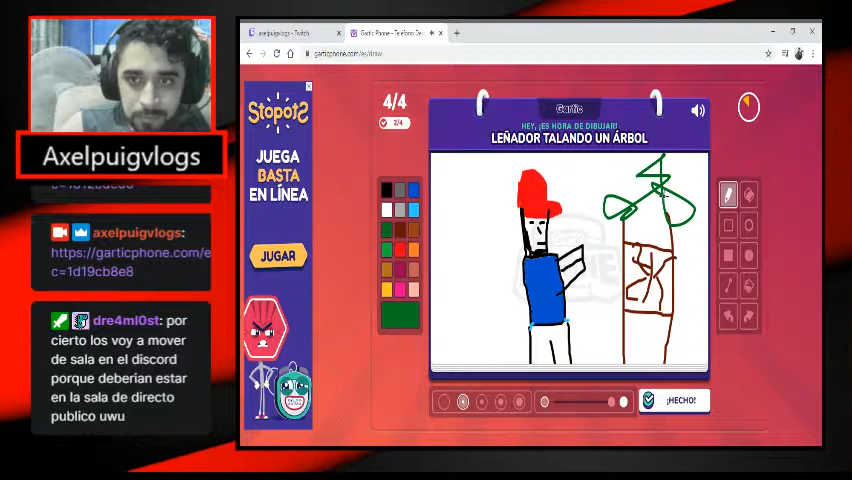 axelpuigvlogs - Twitch
Gartic Phone - Teléfono Des
garticphone.com/es/draw
Axelpuigvlogs
axelpuigvlogs:
https://garticphone.com/e
c=1d19cb8e8
dre4ml0st: por
cierto los voy a mover
de sala en el discord
porque deberian estar
en la sala de directo
publico uwu
StopotS
JUEGA
BASTA
EN LÍNEA
JUGAR
4/4
2/4
Gartic
HEY, ¡ES HORA DE DIBUJAR!
LEÑADOR TALANDO UN ÁRBOL
¡HECHO!